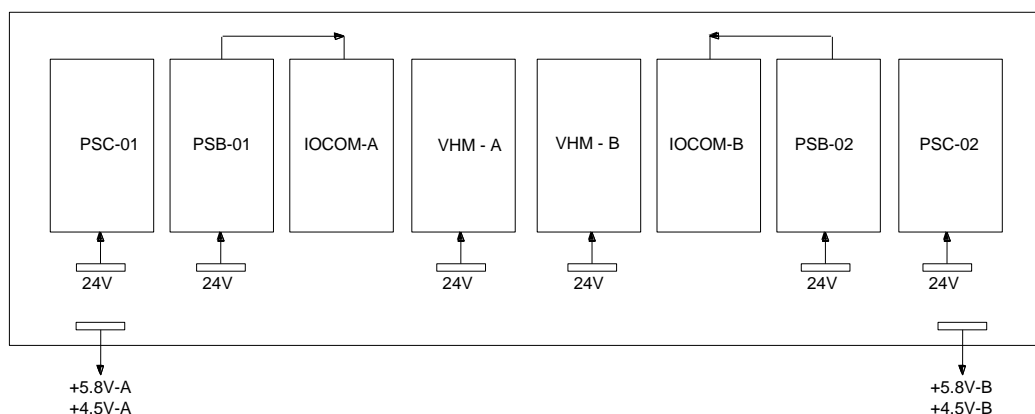 PSC-01
PSB-01
IOCOM-A
VHM - A
VHM - B
IOCOM-B
PSB-02
PSC-02
24V
24V
24V
24V
24V
24V
+5.8V-A
+4.5V-A
+5.8V-B
+4.5V-B